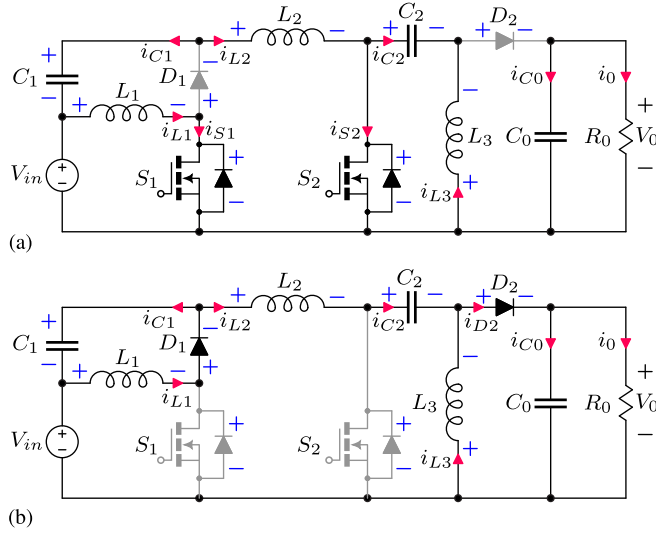 L2 C2 D2
+ − + − + −
iC1 iL2 iC2
C1 + D1 − iC0 i0
L1 − +
− + − + iS1 iS2 L3 C0 R0 V0
iL1
Vin + − S1 + − S2 + − iL3 + −
(a)
L2 C2 D2
+ − + − + −
iC1 iL2 iC2 iD2
C1 + D1 − iC0 i0
L1 − +
− + − + L3 C0 R0 V0
iL1
Vin + − S1 + − S2 + − iL3 + −
(b)